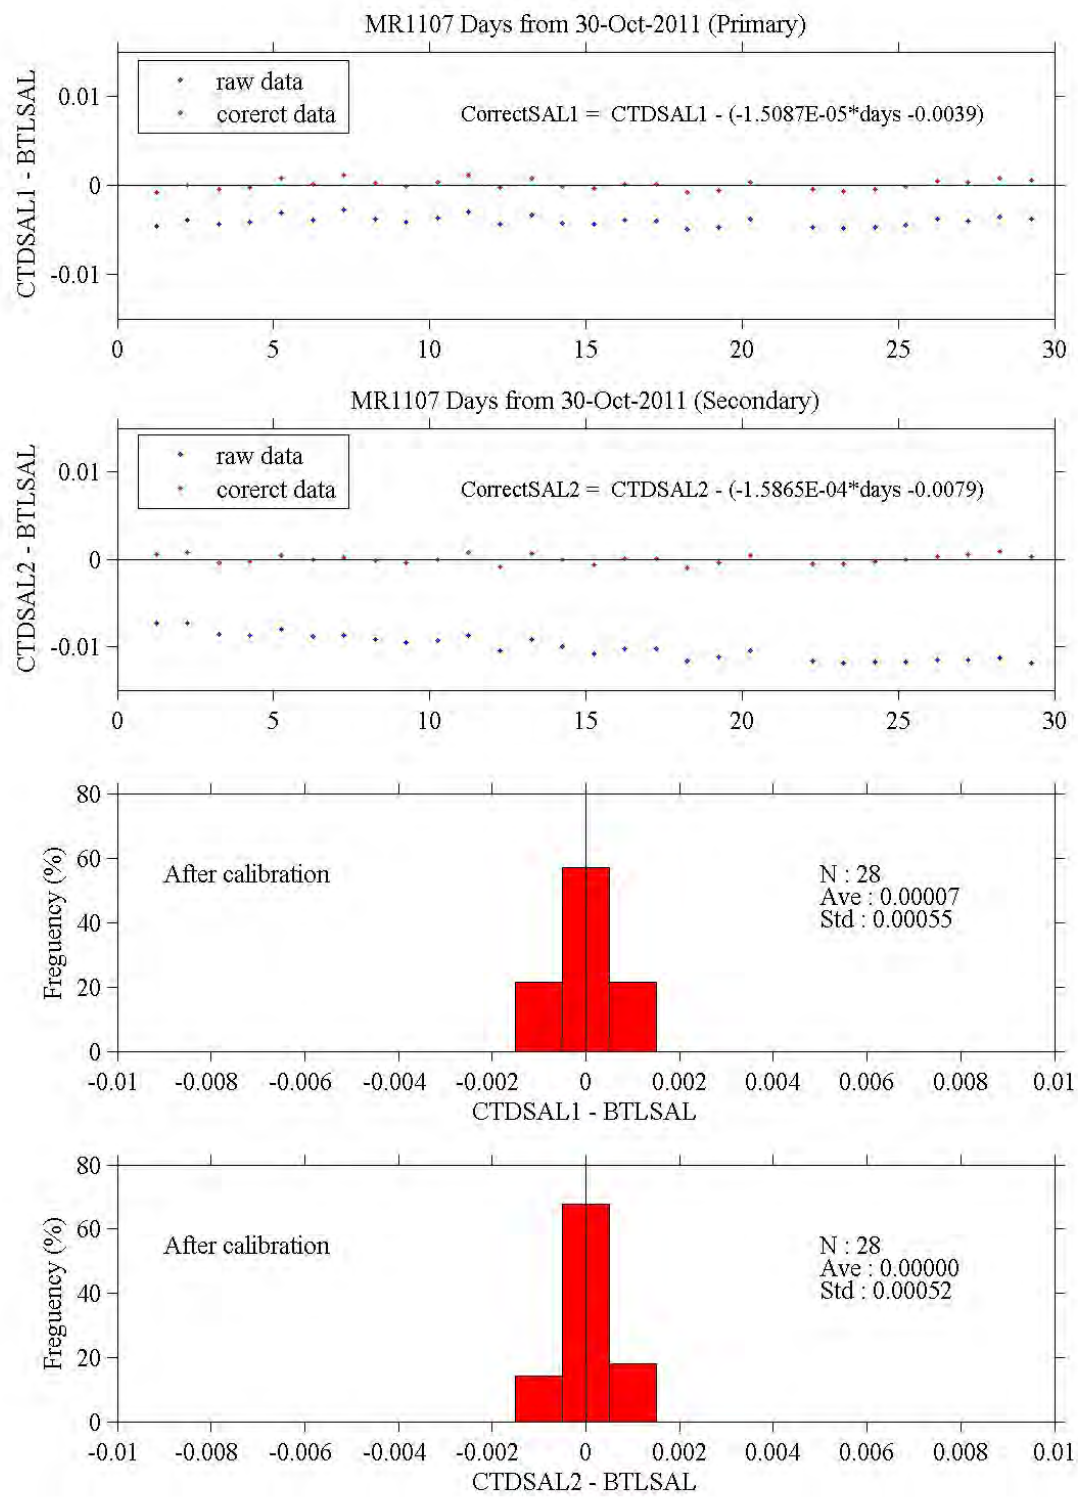 MR1107 Days from 30-Oct-2011 (Primary)
raw data
corerct data
CorrectSAL1 = CTDSAL1 - (-1.5087E-05*days -0.0039)
CTDSAL1 - BTLSAL
0.01
0
-0.01
0 5 10 15 20 25 30
MR1107 Days from 30-Oct-2011 (Secondary)
raw data
corerct data
CorrectSAL2 = CTDSAL2 - (-1.5865E-04*days -0.0079)
CTDSAL2 - BTLSAL
0.01
0
-0.01
0 5 10 15 20 25 30
80
60
40
20
0
Freguency (%)
After calibration
N : 28
Ave : 0.00007
Std : 0.00055
-0.01 -0.008 -0.006 -0.004 -0.002 0 0.002 0.004 0.006 0.008 0.01
CTDSAL1 - BTLSAL
80
60
40
20
0
Freguency (%)
After calibration
N : 28
Ave : 0.00000
Std : 0.00052
-0.01 -0.008 -0.006 -0.004 -0.002 0 0.002 0.004 0.006 0.008 0.01
CTDSAL2 - BTLSAL